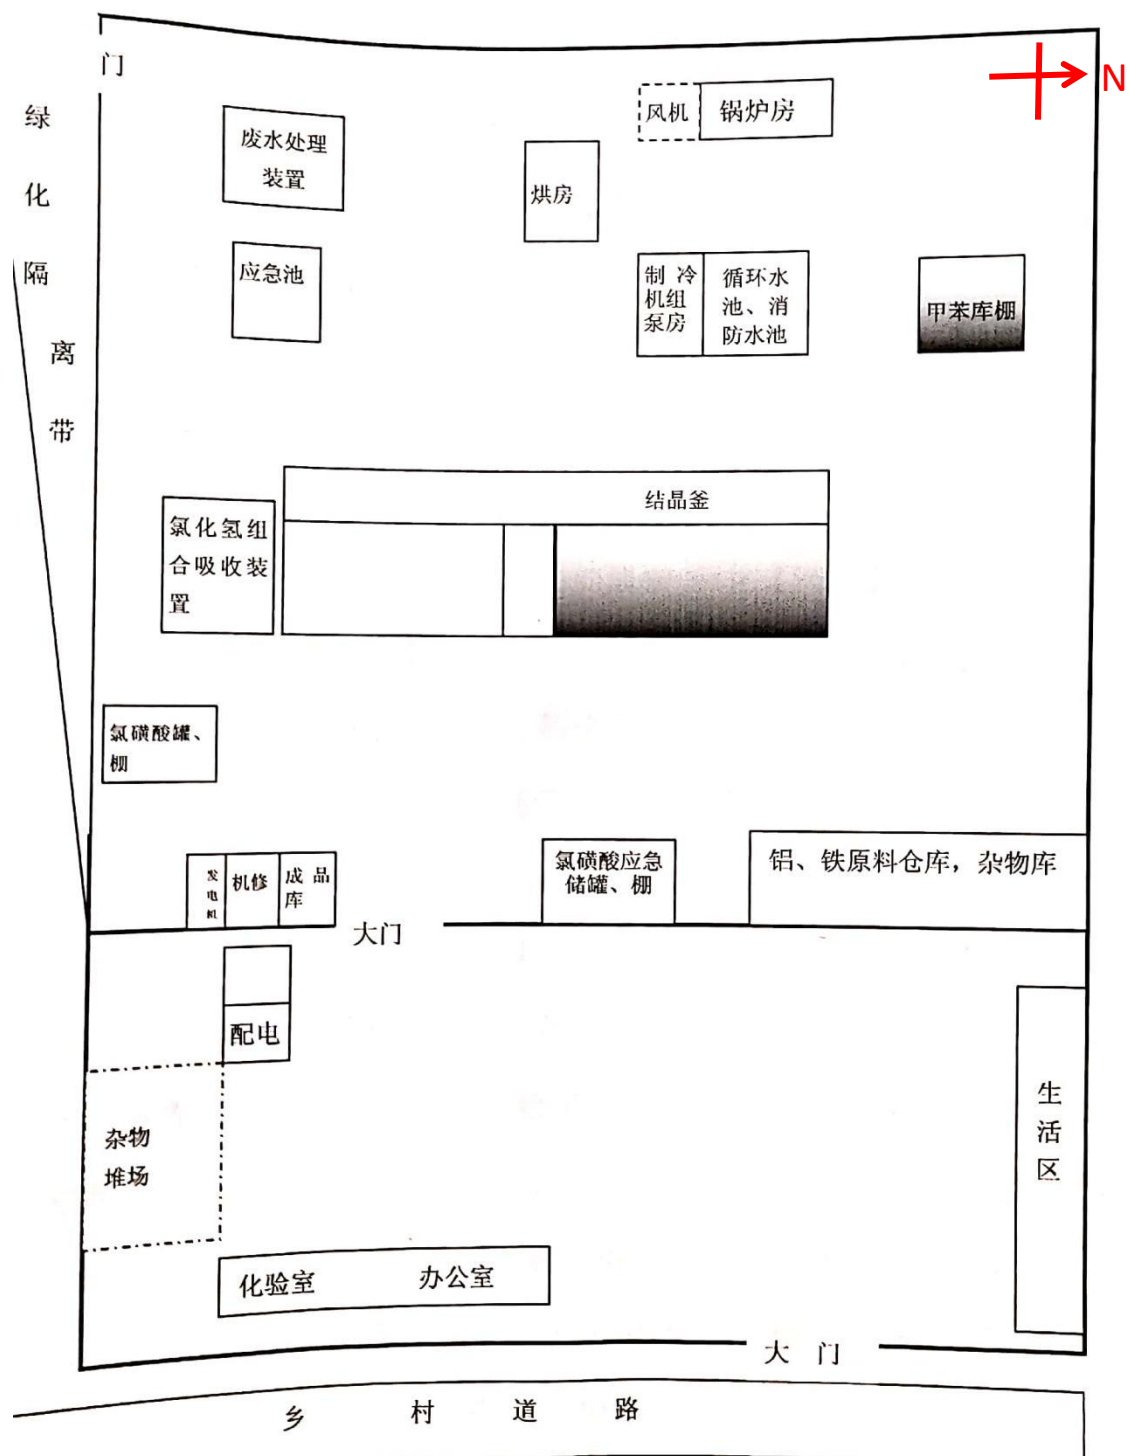 门
N
绿
化
隔
离
带
废水处理
装置
风机
锅炉房
烘房
应急池
制 冷
机组
泵房
循环水
池、消
防水池
甲苯库棚
结晶釜
氯化氢组
合吸收装
置
氯磺酸罐、
棚
发
电
机
机修
成 品
库
氯磺酸应急
储罐、棚
铝、铁原料仓库，杂物库
大门
配电
杂物
堆场
生
活
区
化验室
办公室
大 门
乡 村 道 路